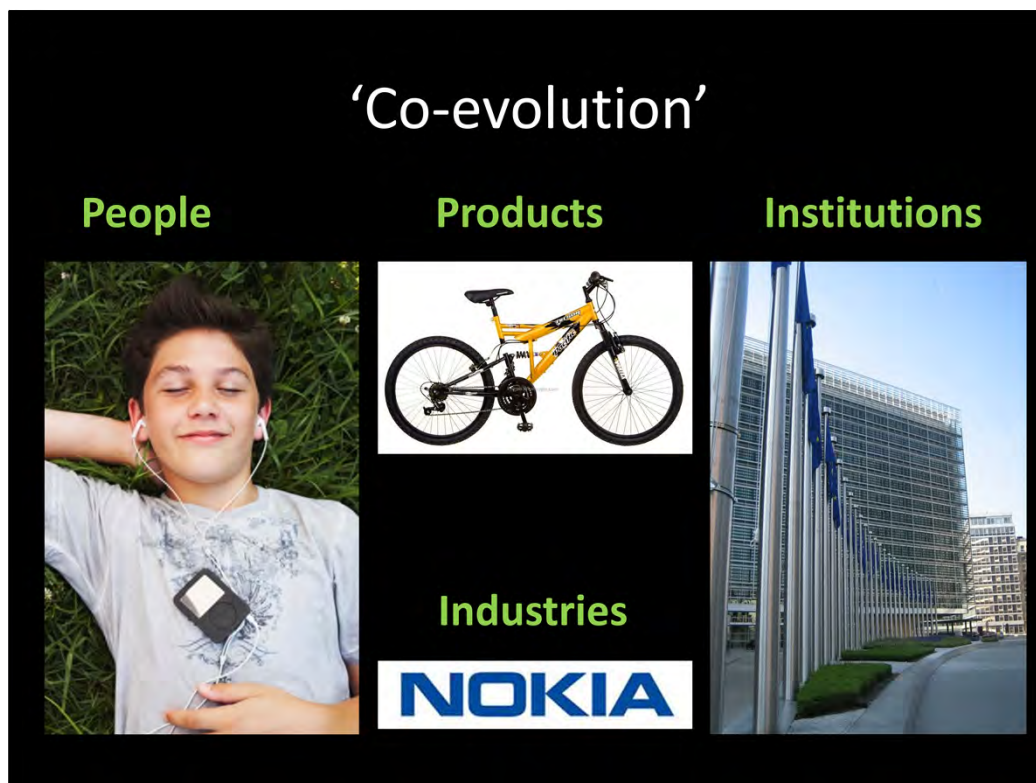 ‘Co-evolution’
People
Products
Institutions
Industries
NOKIA